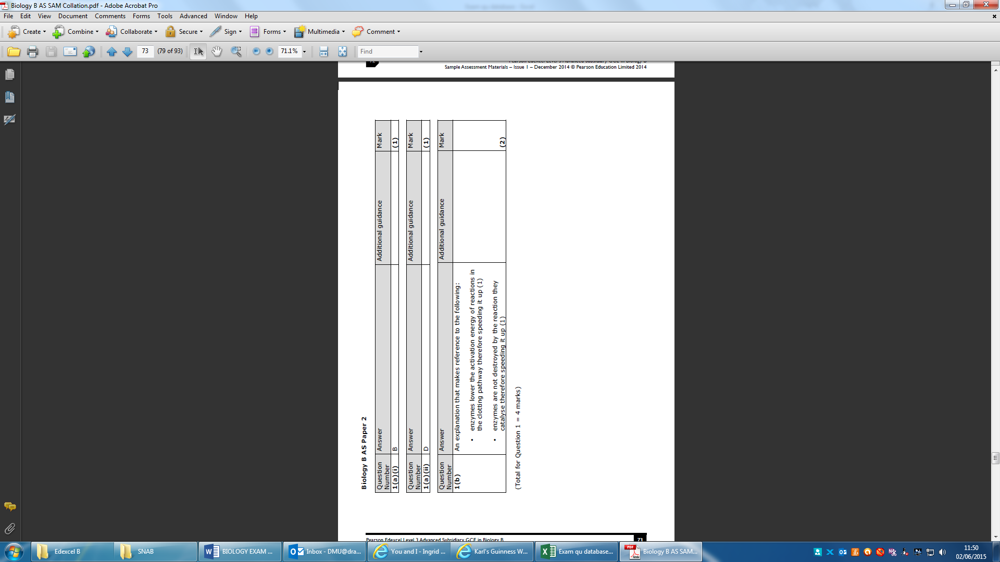 Biology B AS SAM Collation.pdf - Adobe Acrobat Pro
File Edit View Document Comments Forms Tools Advanced Window Help
Create Combine Collaborate Secure Sign Forms Multimedia Comment
73 (79 of 93) 71.1% Find
Sample Assessment Materials – Issue 1 – December 2014 © Pearson Education Limited 2014
Biology B AS Paper 2
Question Number Answer Additional guidance Mark
1(a)(i) B (1)
Question Number Answer Additional guidance Mark
1(a)(ii) D (1)
Question Number Answer Additional guidance Mark
1(b) An explanation that makes reference to the following:
• enzymes lower the activation energy of reactions in
the clotting pathway therefore speeding it up (1)
• enzymes are not destroyed by the reaction they
catalyse therefore speeding it up (1) (2)
(Total for Question 1 = 4 marks)
Pearson Edexcel Level 3 Advanced Subsidiary GCE in Biology B 73
Edexcel B SNAB BIOLOGY EXAM ... Inbox - DMU@dra... You and I - Ingrid ... Karl's Guinness W... Exam qu database... Biology B AS SAM...
11:50
02/06/2015